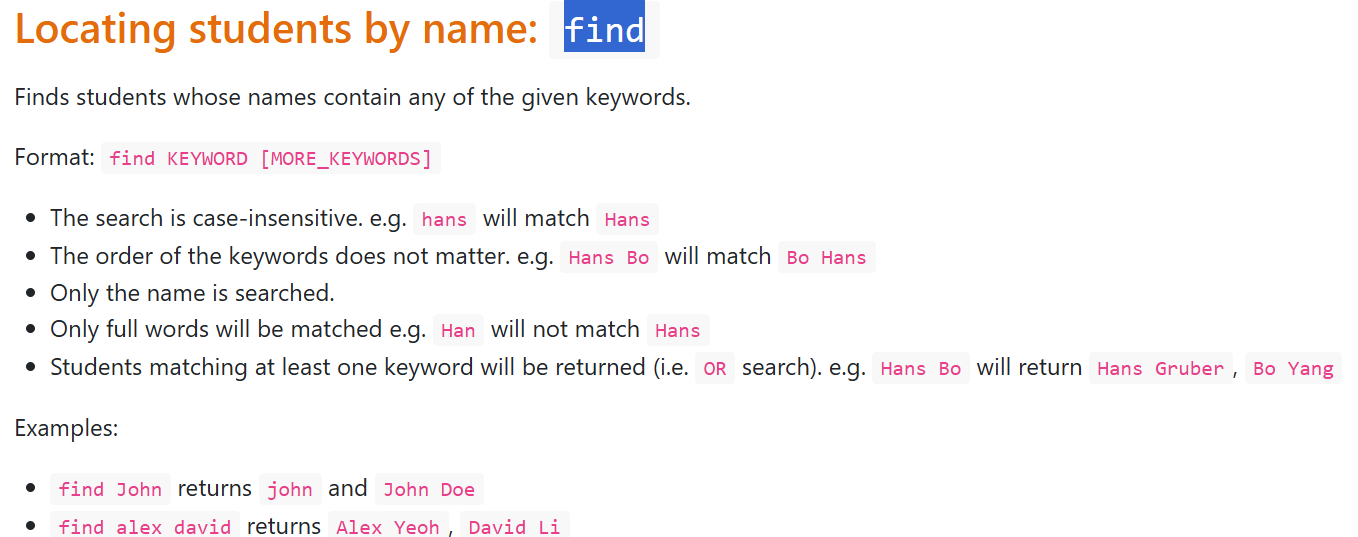 Locating students by name: find
Finds students whose names contain any of the given keywords.
Format: find KEYWORD [MORE_KEYWORDS]
• The search is case-insensitive. e.g. hans will match Hans
• The order of the keywords does not matter. e.g. Hans Bo will match Bo Hans
• Only the name is searched.
• Only full words will be matched e.g. Han will not match Hans
• Students matching at least one keyword will be returned (i.e. OR search). e.g. Hans Bo will return Hans Gruber, Bo Yang
Examples:
• find John returns john and John Doe
• find alex david returns Alex Yeoh, David Li